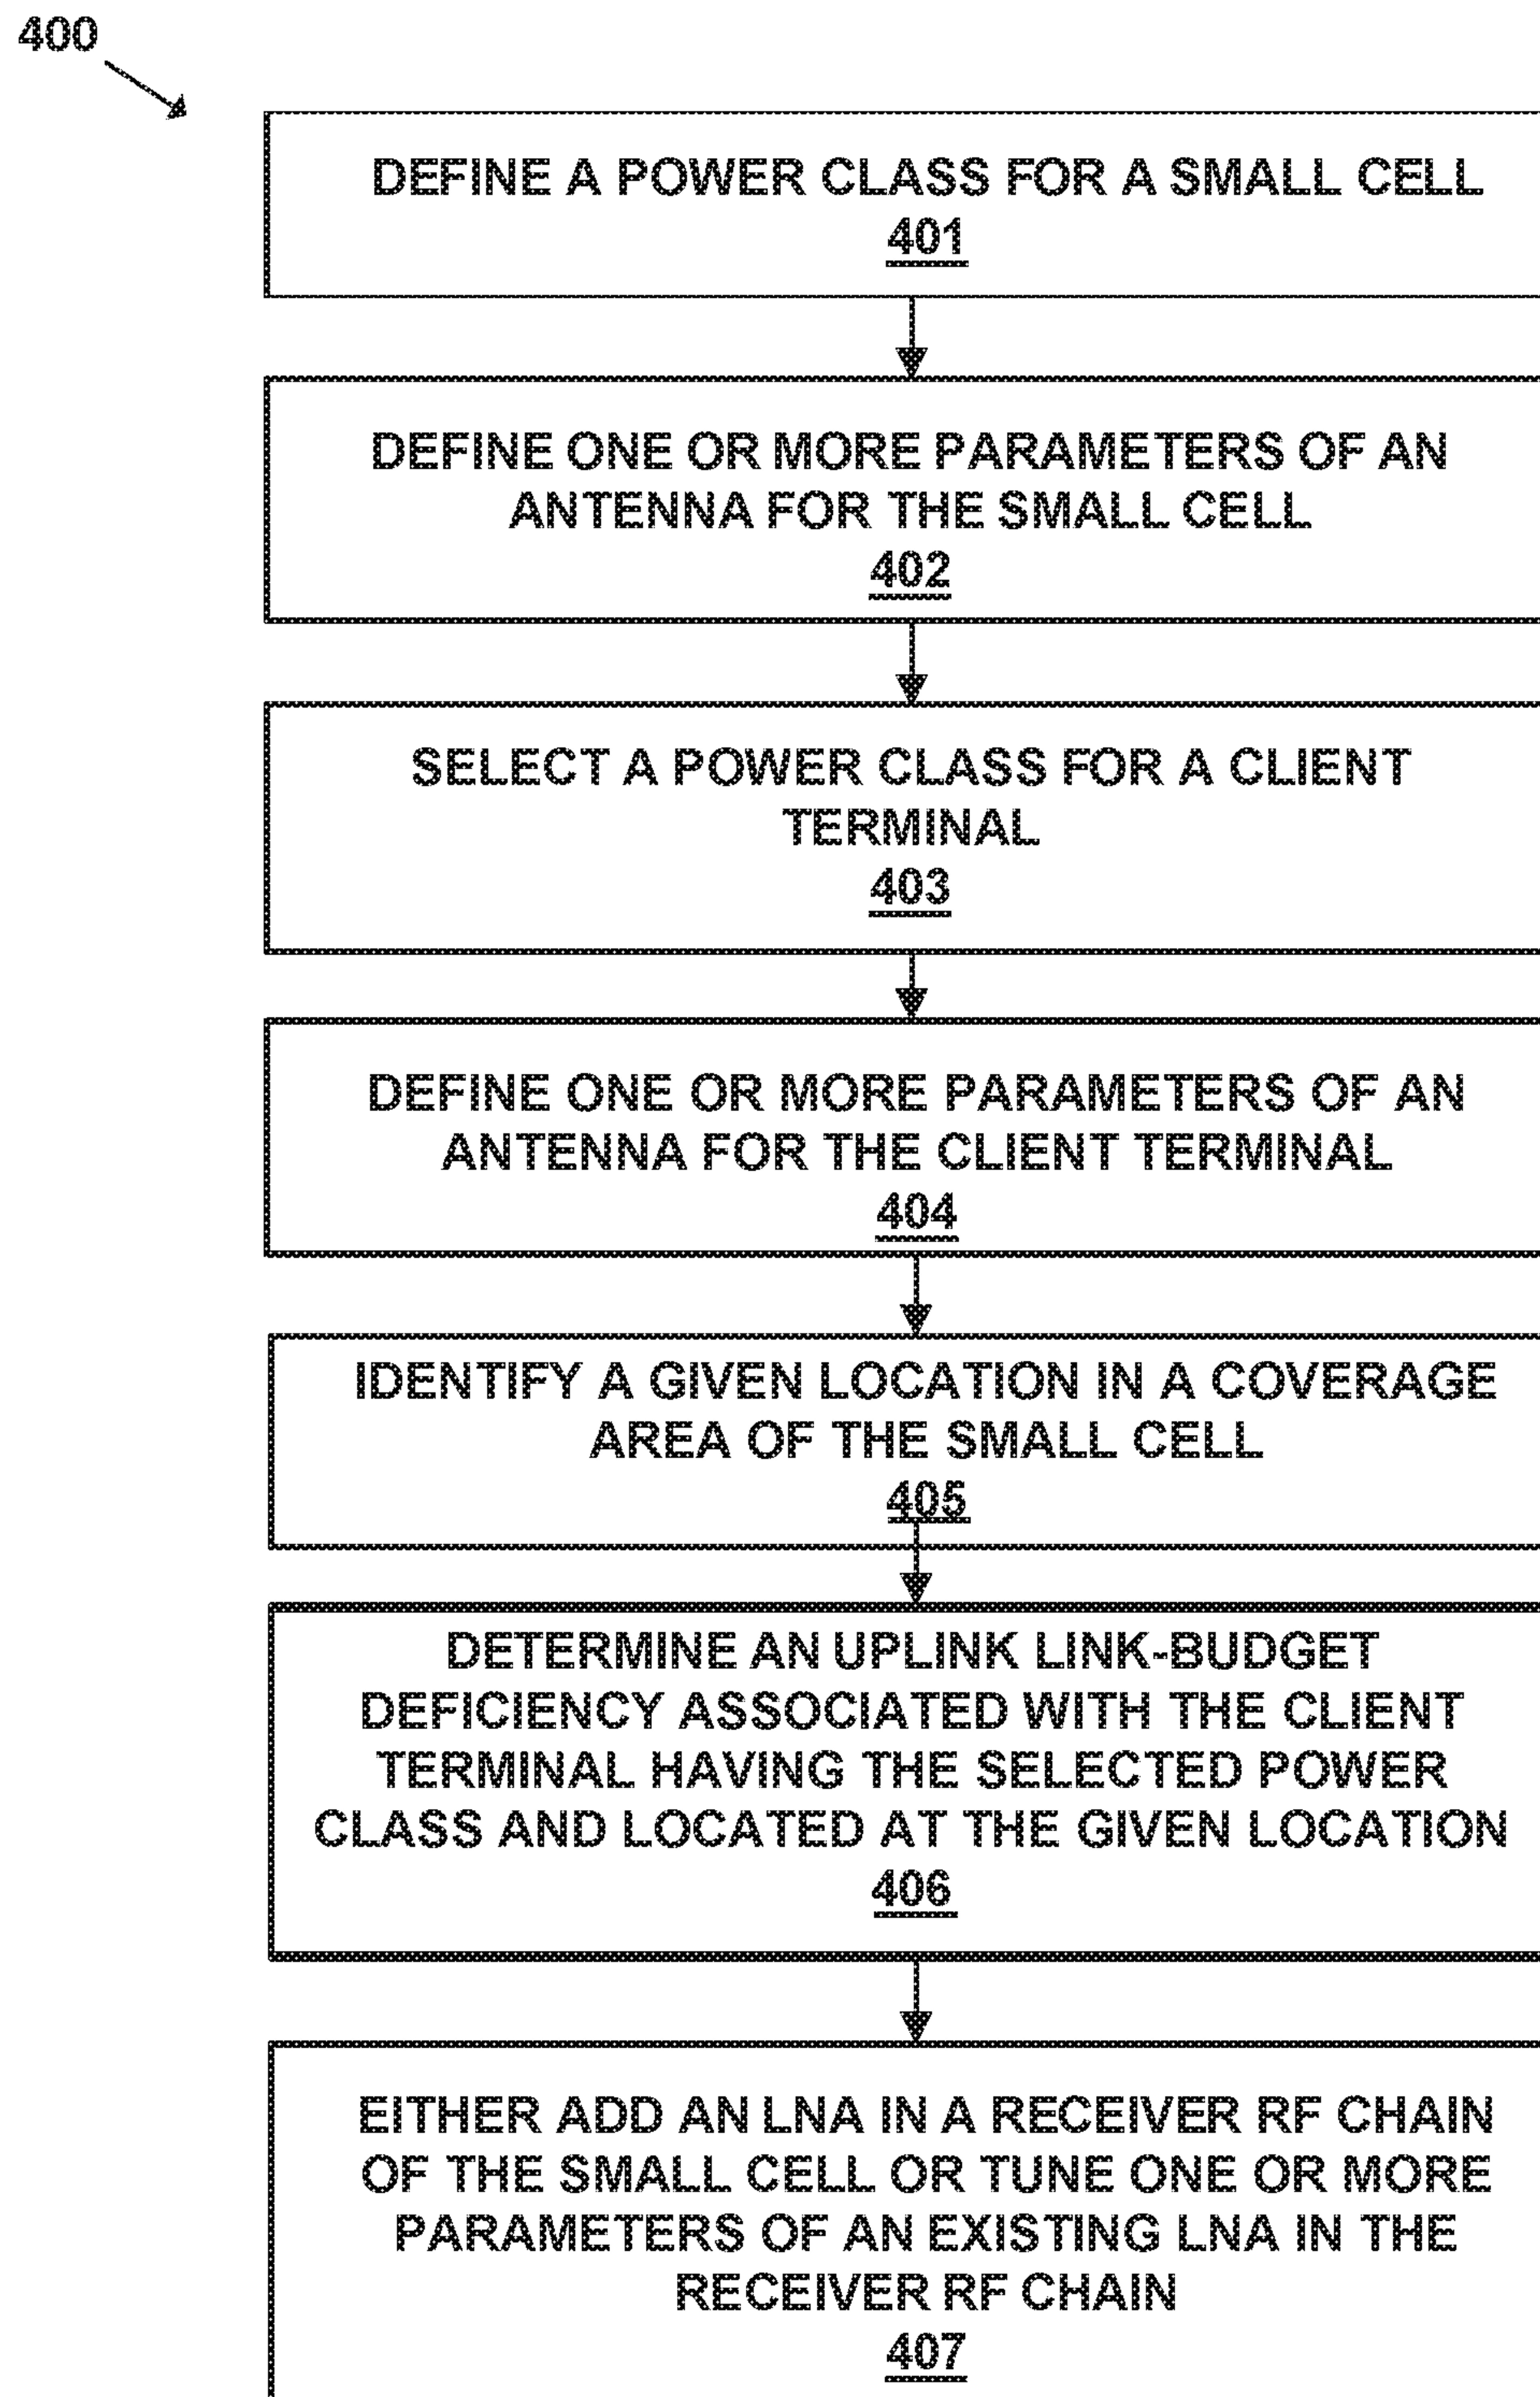 400
DEFINE A POWER CLASS FOR A SMALL CELL
401
DEFINE ONE OR MORE PARAMETERS OF AN
ANTENNA FOR THE SMALL CELL
402
SELECT A POWER CLASS FOR A CLIENT
TERMINAL
403
DEFINE ONE OR MORE PARAMETERS OF AN
ANTENNA FOR THE CLIENT TERMINAL
404
IDENTIFY A GIVEN LOCATION IN A COVERAGE
AREA OF THE SMALL CELL
405
DETERMINE AN UPLINK LINK-BUDGET
DEFICIENCY ASSOCIATED WITH THE CLIENT
TERMINAL HAVING THE SELECTED POWER
CLASS AND LOCATED AT THE GIVEN LOCATION
406
EITHER ADD AN LNA IN A RECEIVER RF CHAIN
OF THE SMALL CELL OR TUNE ONE OR MORE
PARAMETERS OF AN EXISTING LNA IN THE
RECEIVER RF CHAIN
407